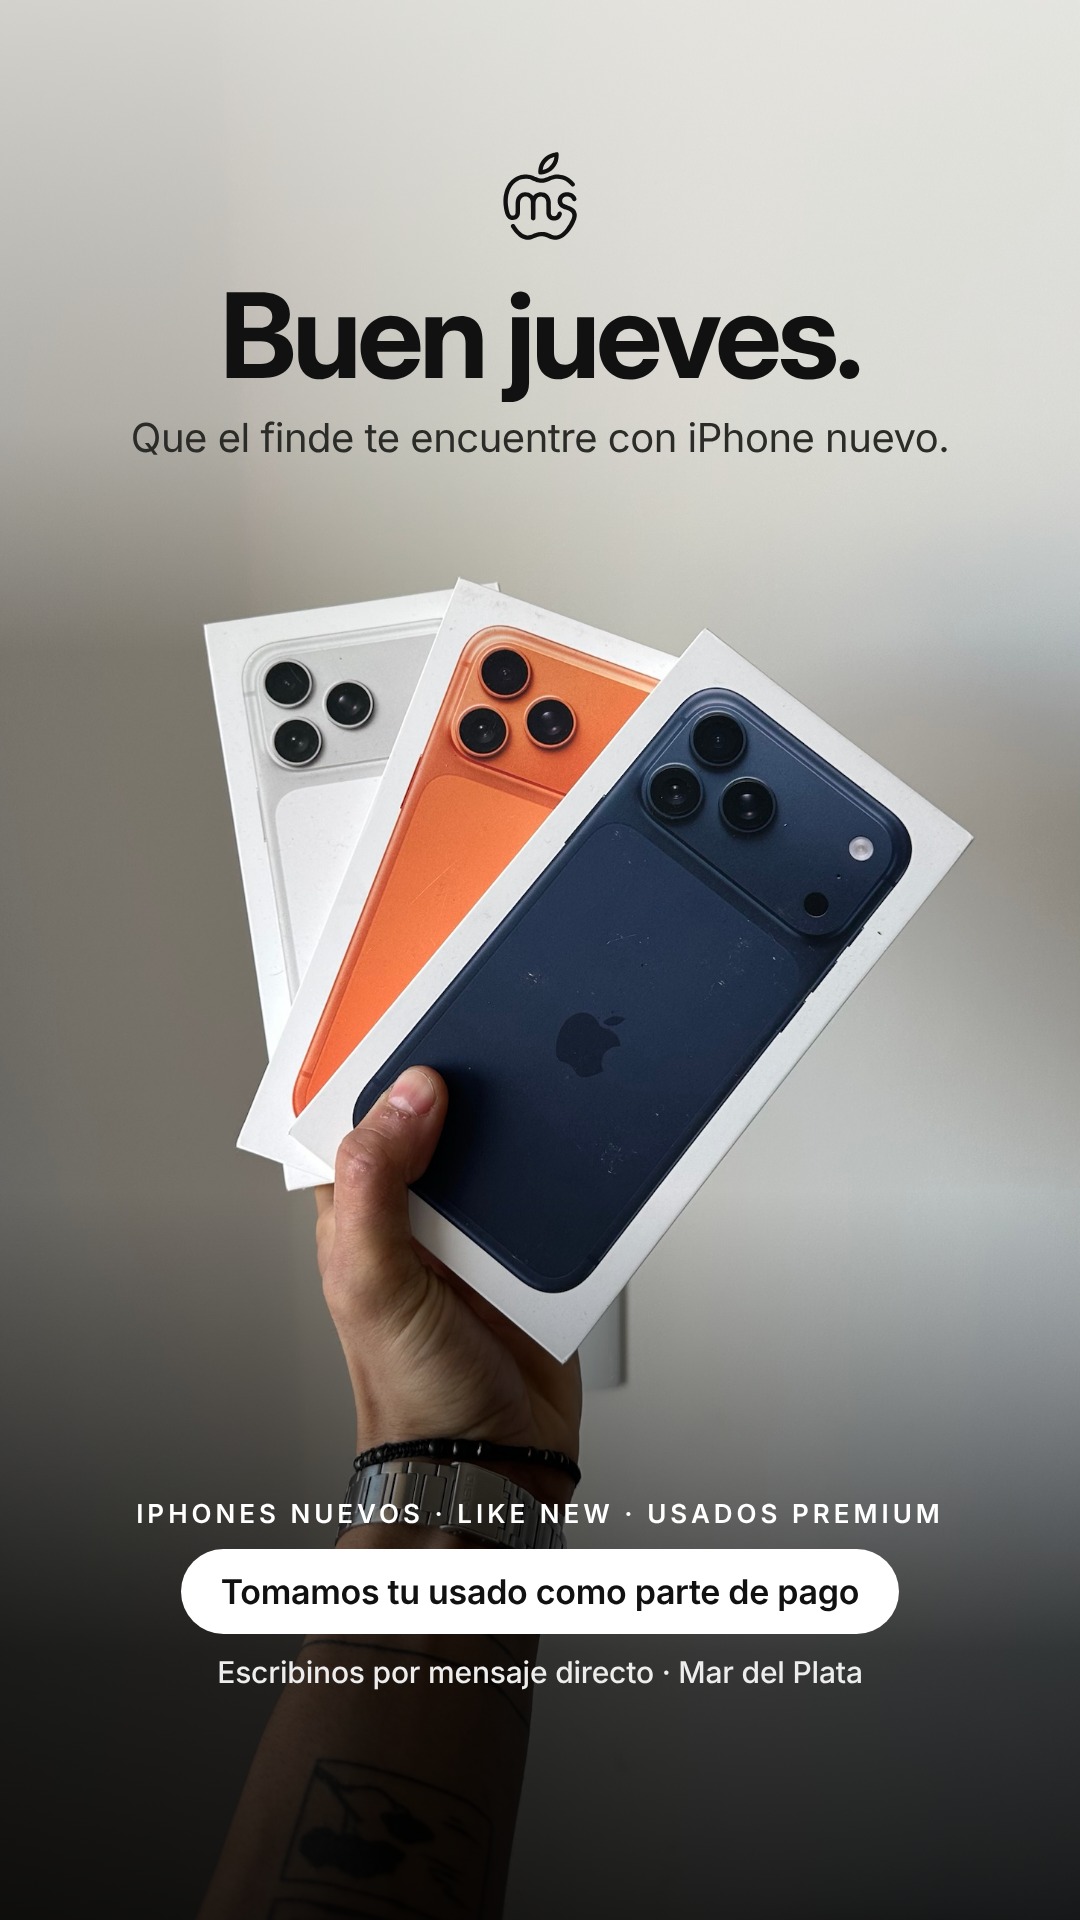 ms
Buen jueves.
Que el finde te encuentre con iPhone nuevo.
IPHONES NUEVOS · LIKE NEW · USADOS PREMIUM
Tomamos tu usado como parte de pago
Escribinos por mensaje directo · Mar del Plata